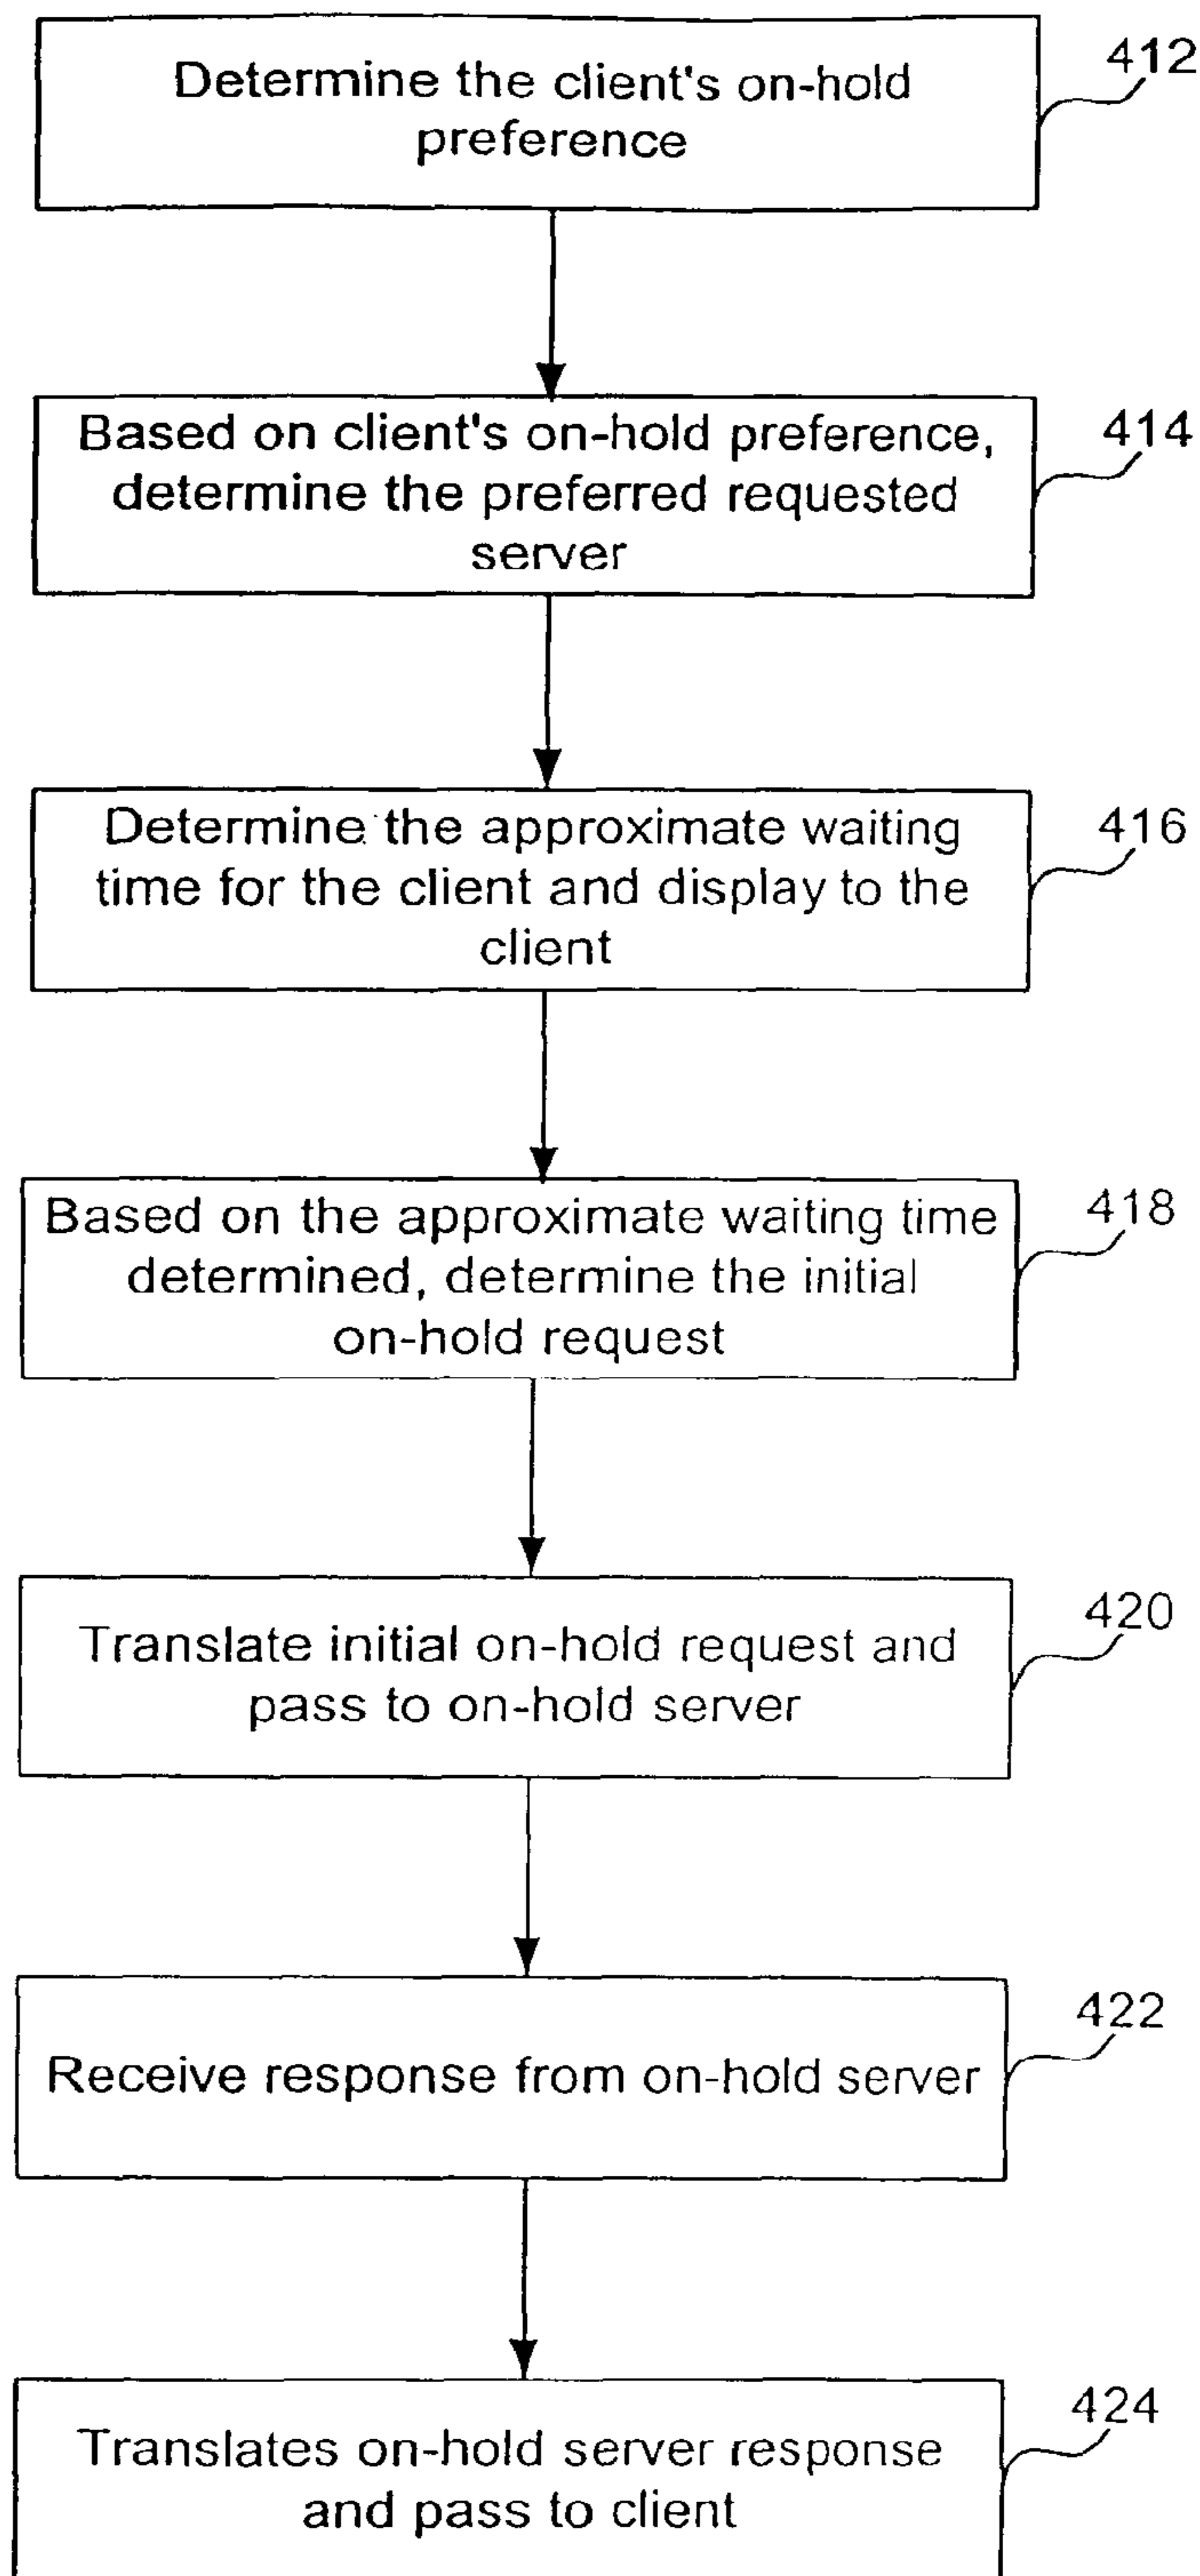 Determine the client's on-hold
preference
412
Based on client's on-hold preference,
determine the preferred requested
server
414
Determine the approximate waiting
time for the client and display to the
client
416
Based on the approximate waiting time
determined, determine the initial
on-hold request
418
Translate initial on-hold request and
pass to on-hold server
420
Receive response from on-hold server
422
Translates on-hold server response
and pass to client
424